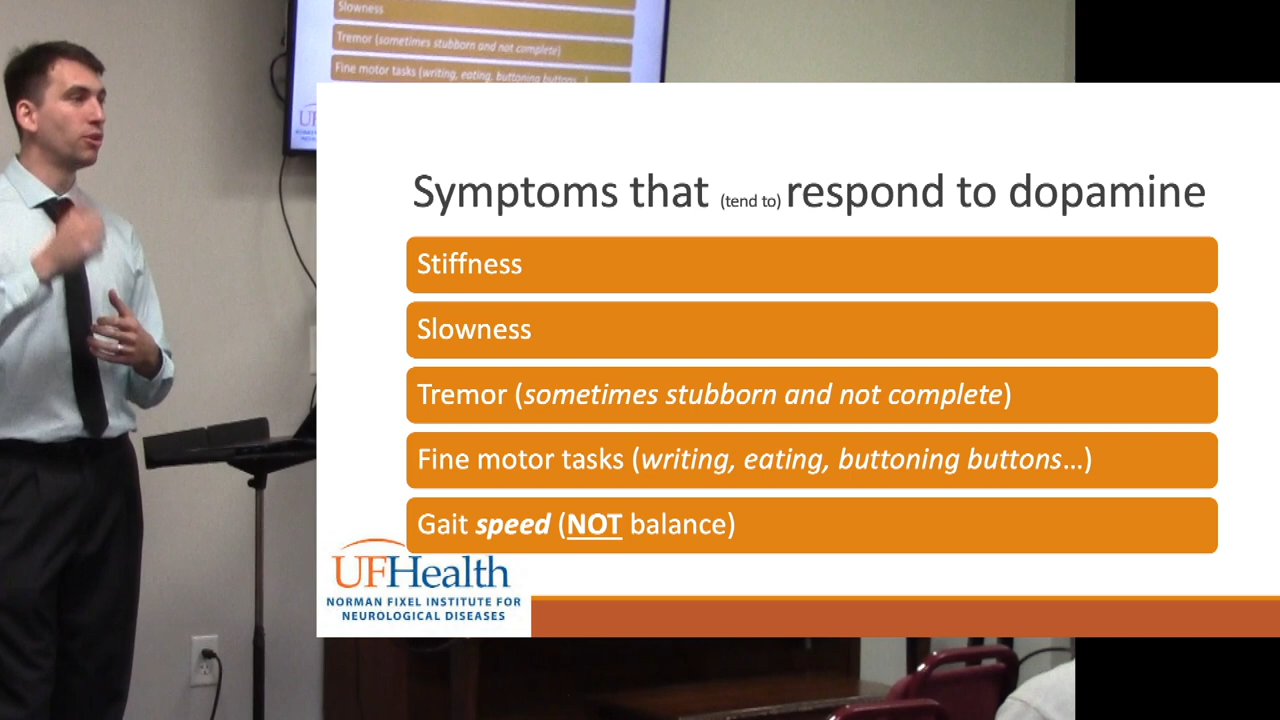 Slowness
Tremor (sometimes stubborn and not complete)
Fine motor tasks (writing, eating, buttoning buttons...)
UF
Symptoms that (tend to) respond to dopamine
Stiffness
Slowness
Tremor (sometimes stubborn and not complete)
Fine motor tasks (writing, eating, buttoning buttons...)
Gait speed (NOT balance)
UFHealth
NORMAN FIXEL INSTITUTE FOR
NEUROLOGICAL DISEASES